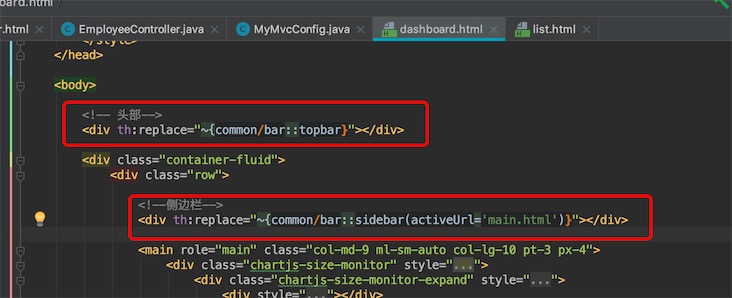 board.html
r.html EmployeeController.java MyMvcConfig.java dashboard.html list.html
</style>
</head>
<body>
<!-- 头部-->
<div th:replace="~{common/bar::topbar}"></div>
<div class="container-fluid">
<div class="row">
<!--侧边栏-->
<div th:replace="~{common/bar::sidebar(activeUrl='main.html')}"></div>
<main role="main" class="col-md-9 ml-sm-auto col-lg-10 pt-3 px-4">
<div class="chartjs-size-monitor" style="...">
<div class="chartjs-size-monitor-expand" style="...">
<div style="..."></div>